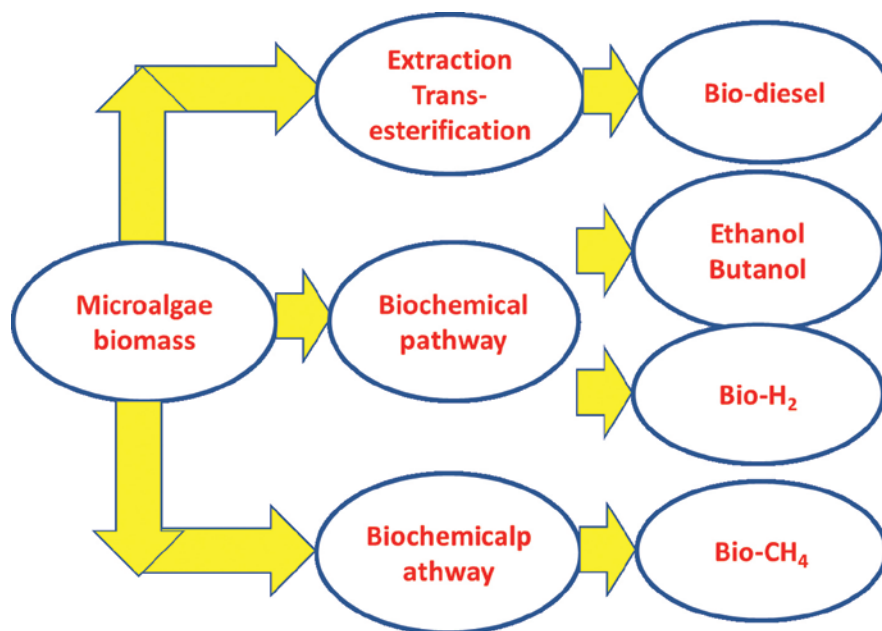 Extraction
Trans-
esterification
Bio-diesel
Microalgae
biomass
Biochemical
pathway
Ethanol
Butanol
Bio-H₂
Biochemicalp
athway
Bio-CH₄